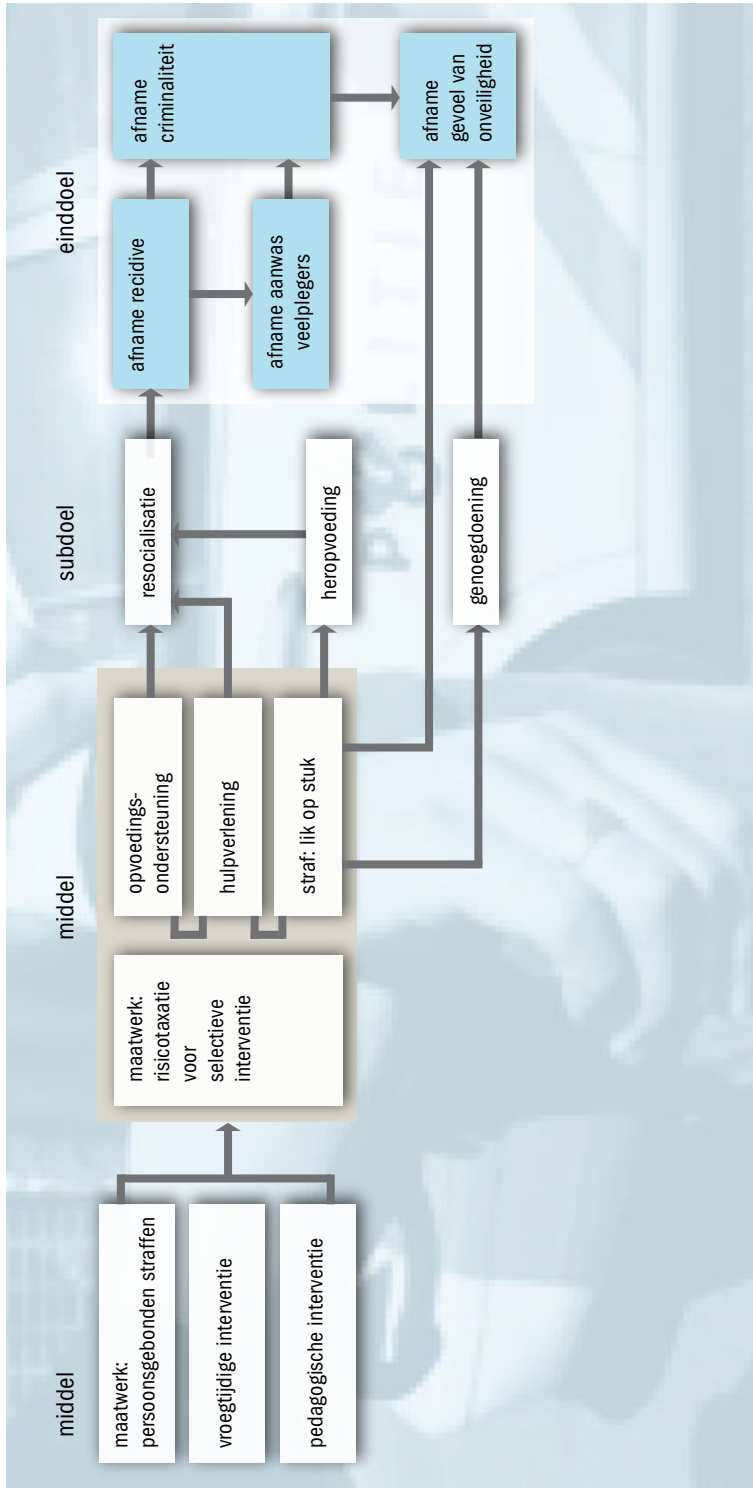 middel
maatwerk:
persoonsgebonden straffen
vroegtijdige interventie
pedagogische interventie
middel
maatwerk:
risicotaxatie
voor
selectieve
interventie
opvoedings-
ondersteuning
hulpverlening
straf: lik op stuk
subdoel
resocialisatie
heropvoeding
genoegdoening
einddoel
afname recidive
afname aanwas
veelplegers
afname
criminaliteit
afname
gevoel van
onveiligheid
POLITIE